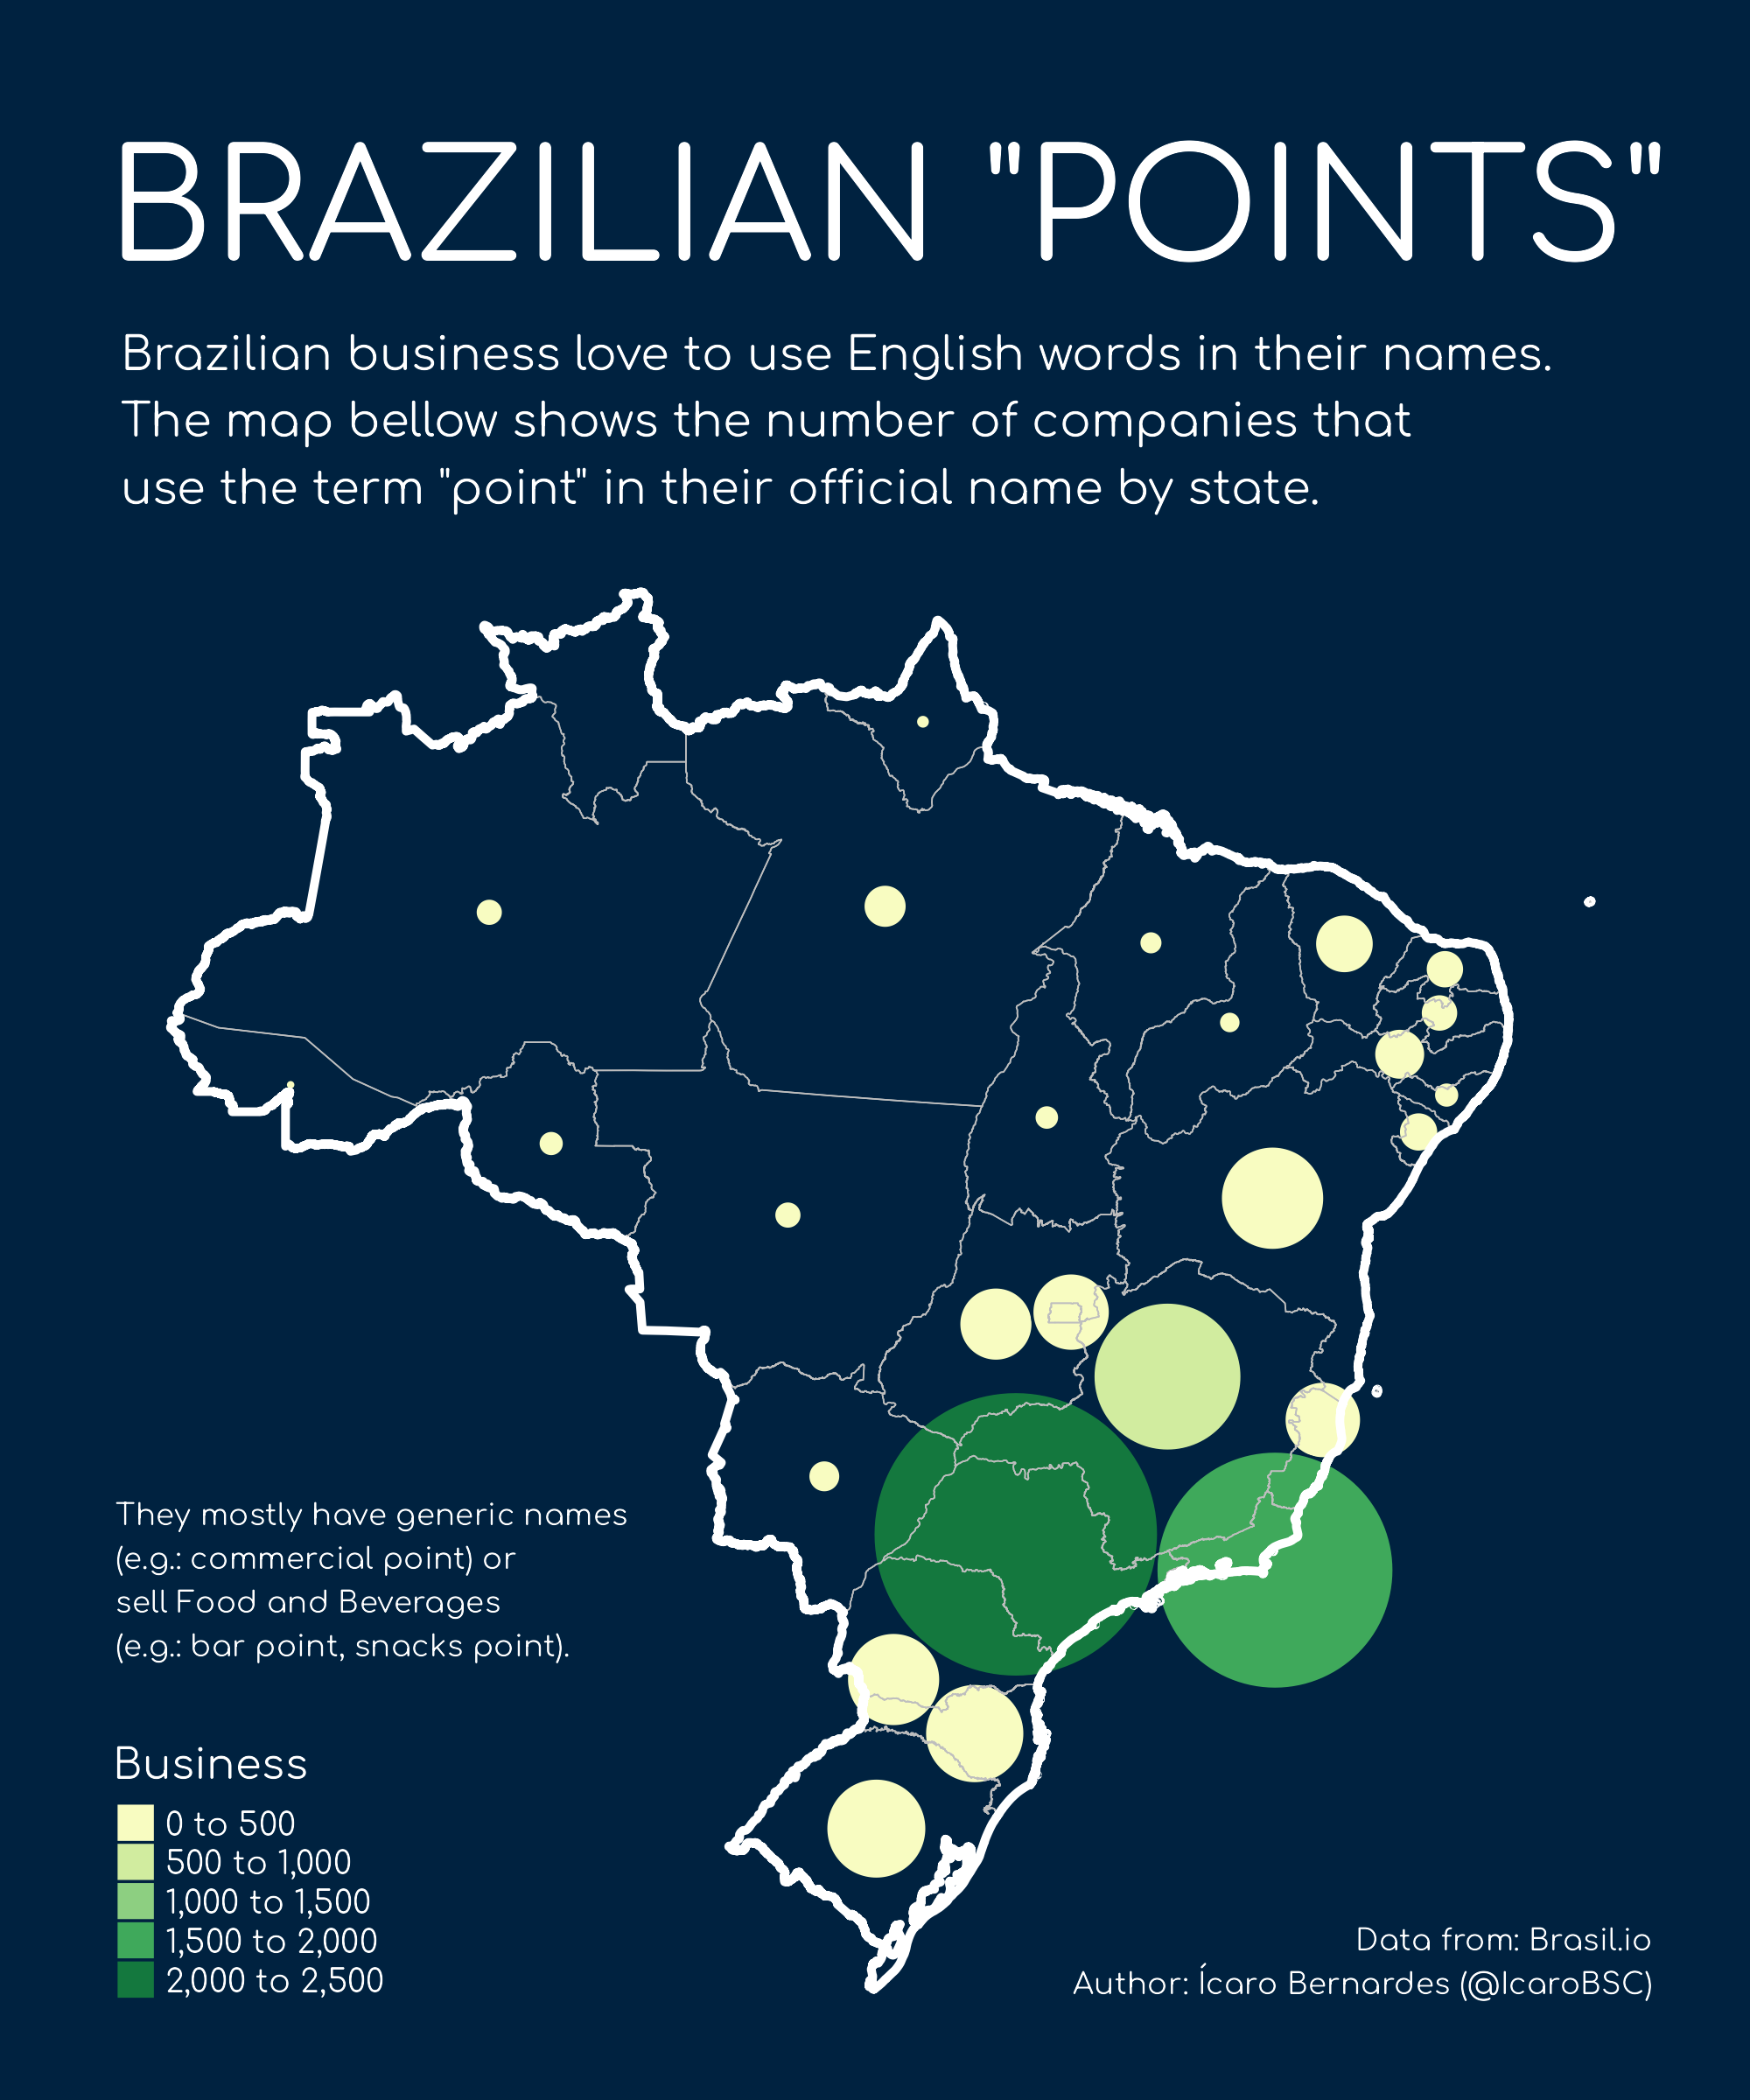 BRAZILIAN "POINTS"
Brazilian business love to use English words in their names.
The map bellow shows the number of companies that
use the term "point" in their official name by state.
They mostly have generic names
(e.g.: commercial point) or
sell Food and Beverages
(e.g.: bar point, snacks point).
Business
0 to 500
500 to 1,000
1,000 to 1,500
1,500 to 2,000
2,000 to 2,500
Data from: Brasil.io
Author: Ícaro Bernardes (@IcaroBSC)